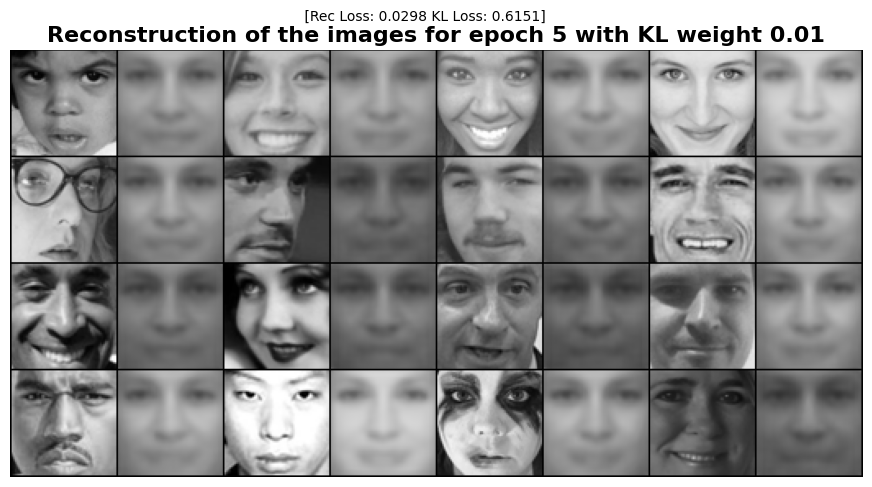 [Rec Loss: 0.0298 KL Loss: 0.6151]
Reconstruction of the images for epoch 5 with KL weight 0.01